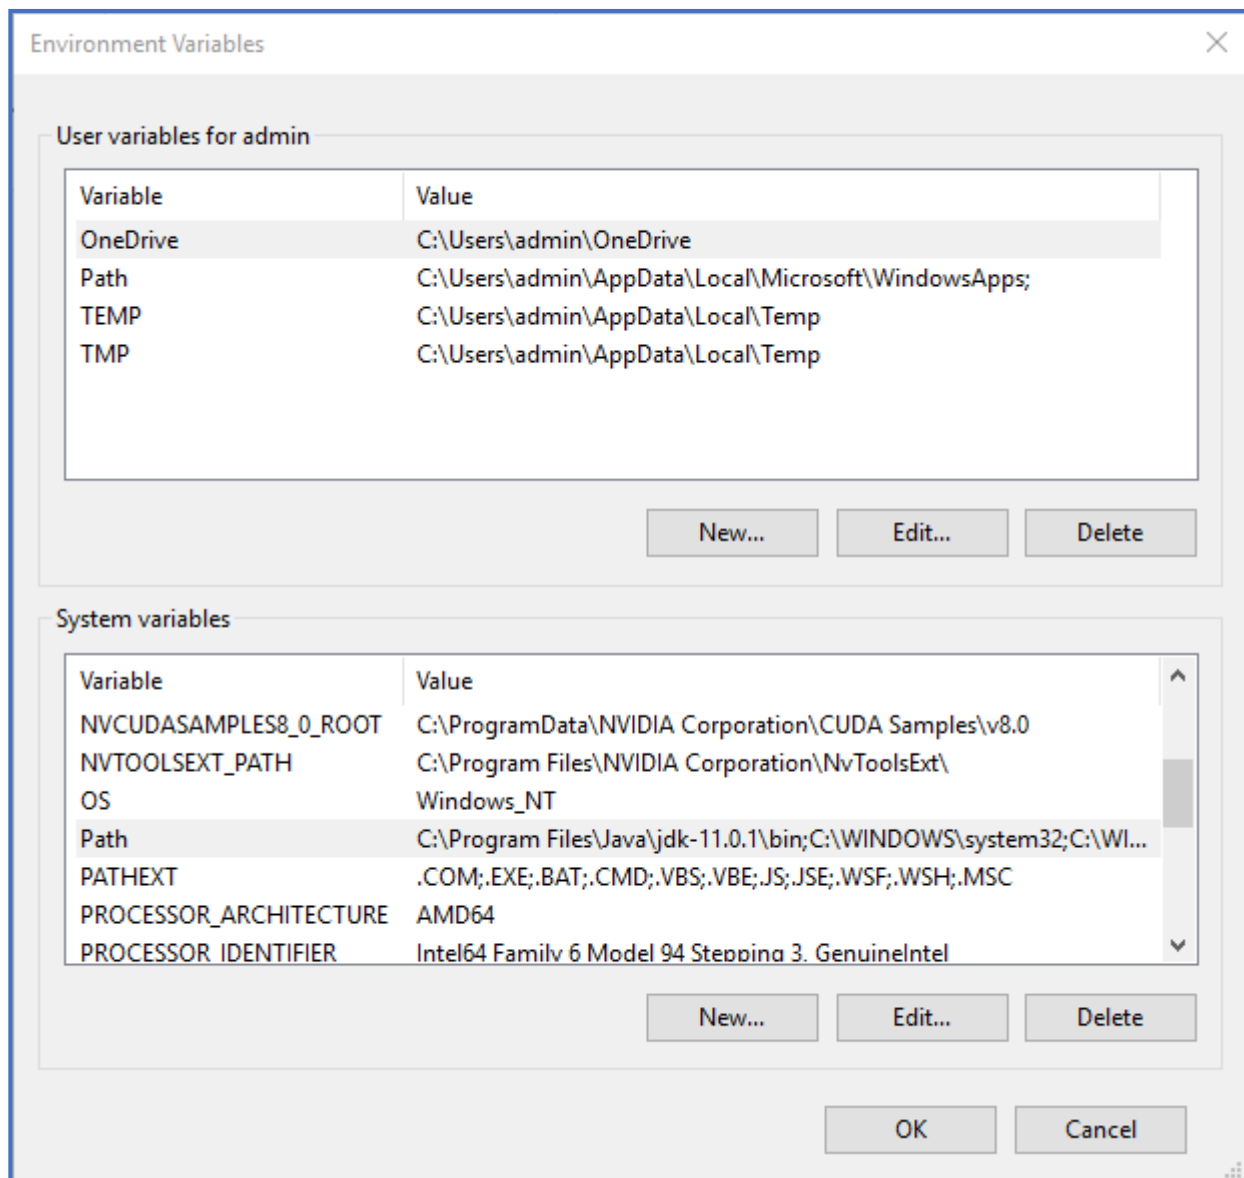 Environment Variables
User variables for admin
Variable Value
OneDrive C:\Users\admin\OneDrive
Path C:\Users\admin\AppData\Local\Microsoft\WindowsApps;
TEMP C:\Users\admin\AppData\Local\Temp
TMP C:\Users\admin\AppData\Local\Temp
New... Edit... Delete
System variables
Variable Value
NVCUDASAMPLES8_0_ROOT C:\ProgramData\NVIDIA Corporation\CUDA Samples\v8.0
NVTOOLSEXT_PATH C:\Program Files\NVIDIA Corporation\NvToolsExt\
OS Windows_NT
Path C:\Program Files\Java\jdk-11.0.1\bin;C:\WINDOWS\system32;C:\WI...
PATHEXT .COM;.EXE;.BAT;.CMD;.VBS;.VBE;.JS;.JSE;.WSF;.WSH;.MSC
PROCESSOR_ARCHITECTURE AMD64
PROCESSOR_IDENTIFIER Intel64 Family 6 Model 94 Stepping 3, GenuineIntel
New... Edit... Delete
OK Cancel